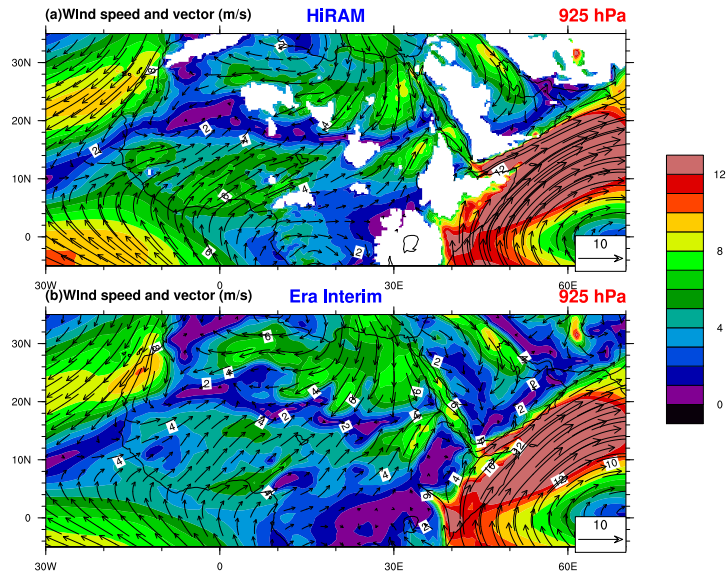 (a)WInd speed and vector (m/s) HiRAM 925 hPa
30N
20N
10N
0
30W 0 30E 60E
10
(b)WInd speed and vector (m/s) Era Interim 925 hPa
30N
20N
10N
0
30W 0 30E 60E
10
12
8
4
0